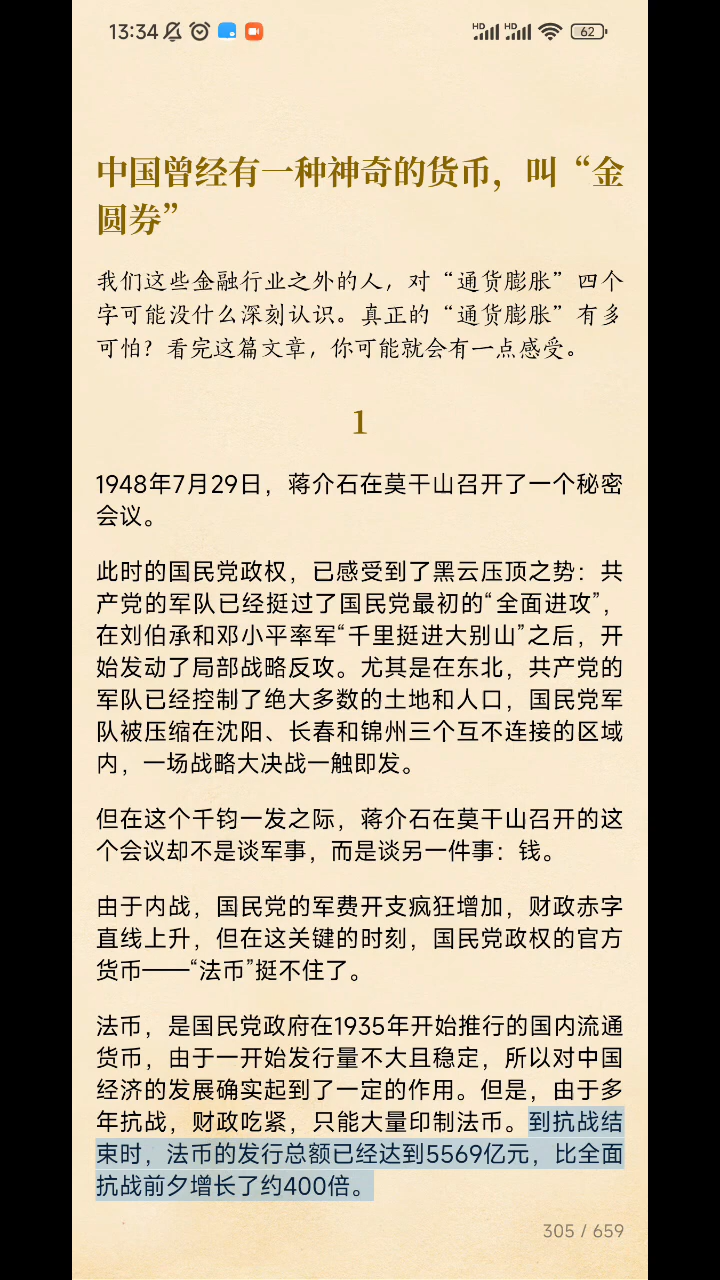 13:34
HD HD 62
中国曾经有一种神奇的货币，叫“金
圆券”
我们这些金融行业之外的人，对“通货膨胀”四个
字可能没什么深刻认识。真正的“通货膨胀”有多
可怕？看完这篇文章，你可能就会有一点感受。
1
1948年7月29日，蒋介石在莫干山召开了一个秘密
会议。
此时的国民党政权，已感受到了黑云压顶之势：共
产党的军队已经挺过了国民党最初的“全面进攻”，
在刘伯承和邓小平率军“千里挺进大别山”之后，开
始发动了局部战略反攻。尤其是在东北，共产党的
军队已经控制了绝大多数的土地和人口，国民党军
队被压缩在沈阳、长春和锦州三个互不连接的区域
内，一场战略大决战一触即发。
但在这个千钧一发之际，蒋介石在莫干山召开的这
个会议却不是谈军事，而是谈另一件事：钱。
由于内战，国民党的军费开支疯狂增加，财政赤字
直线上升，但在这关键的时刻，国民党政权的官方
货币——“法币”挺不住了。
法币，是国民党政府在1935年开始推行的国内流通
货币，由于一开始发行量不大且稳定，所以对中国
经济的发展确实起到了一定的作用。但是，由于多
年抗战，财政吃紧，只能大量印制法币。到抗战结
束时，法币的发行总额已经达到5569亿元，比全面
抗战前夕增长了约400倍。
305 / 659